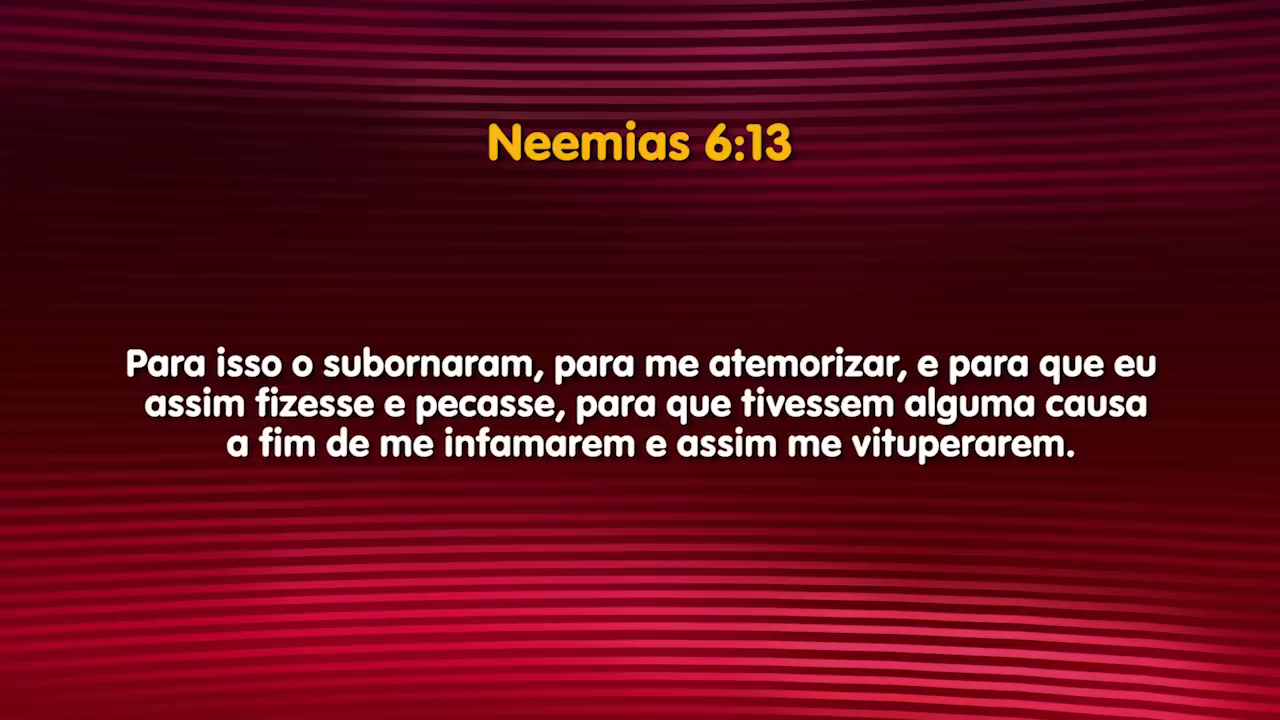 Neemias 6:13
Para isso o subornaram, para me atemorizar, e para que eu
assim fizesse e pecasse, para que tivessem alguma causa
a fim de me infamarem e assim me vituperarem.